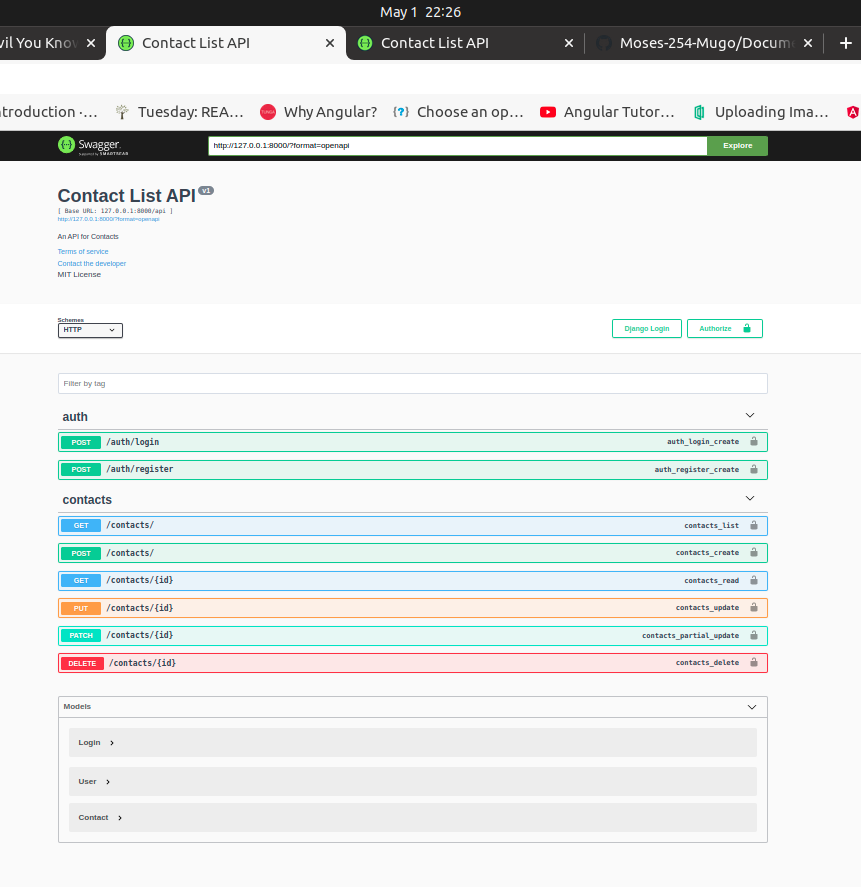 May 1 22:26
vil You Know
Contact List API
Contact List API
Moses-254-Mugo/Docum
ntroduction ·… Tuesday: REA… Why Angular? Choose an op… Angular Tutor… Uploading Ima…
Swagger
Supported by SMARTBEAR
http://127.0.0.1:8000/?format=openapi
Explore
Contact List API v1
[ Base URL: 127.0.0.1:8000/api ]
http://127.0.0.1:8000/?format=openapi
An API for Contacts
Terms of service
Contact the developer
MIT License
Schemes
HTTP
Django Login
Authorize
Filter by tag
auth
POST /auth/login auth_login_create
POST /auth/register auth_register_create
contacts
GET /contacts/ contacts_list
POST /contacts/ contacts_create
GET /contacts/{id} contacts_read
PUT /contacts/{id} contacts_update
PATCH /contacts/{id} contacts_partial_update
DELETE /contacts/{id} contacts_delete
Models
Login
User
Contact